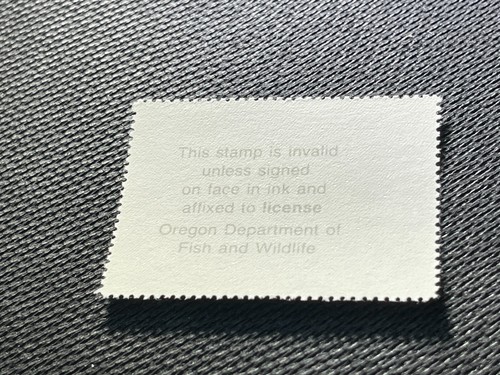 This stamp is invalid
unless signed
on face in ink and
affixed to license
Oregon Department of
Fish and Wildlife